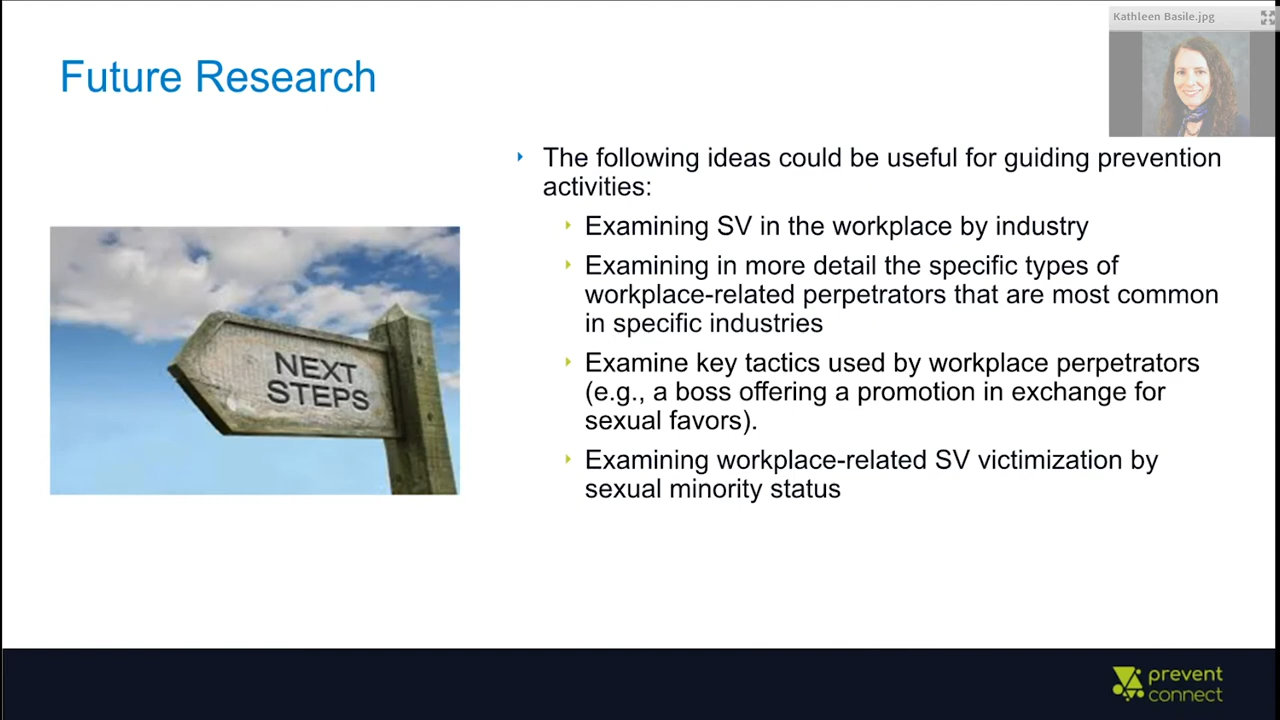 Kathleen Basile.jpg
Future Research
The following ideas could be useful for guiding prevention
activities:
Examining SV in the workplace by industry
Examining in more detail the specific types of
workplace-related perpetrators that are most common
in specific industries
Examine key tactics used by workplace perpetrators
(e.g., a boss offering a promotion in exchange for
sexual favors).
Examining workplace-related SV victimization by
sexual minority status
NEXT
STEPS
prevent
connect